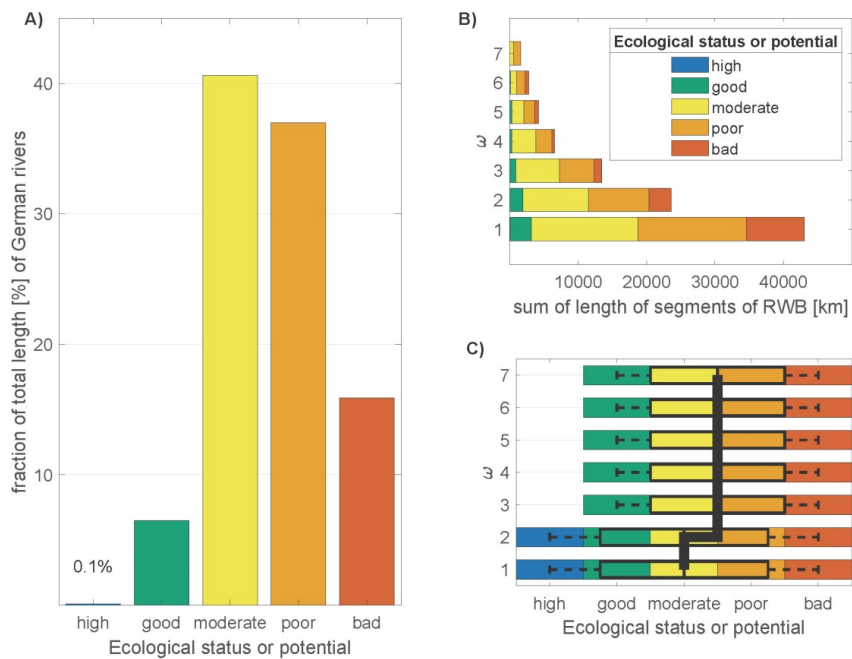 A)
fraction of total length [%] of German rivers
40
30
20
10
0.1%
high good moderate poor bad
Ecological status or potential
B)
Ecological status or potential
high
good
moderate
poor
bad
ω
7
6
5
4
3
2
1
10000 20000 30000 40000
sum of length of segments of RWB [km]
C)
ω
7
6
5
4
3
2
1
high good moderate poor bad
Ecological status or potential